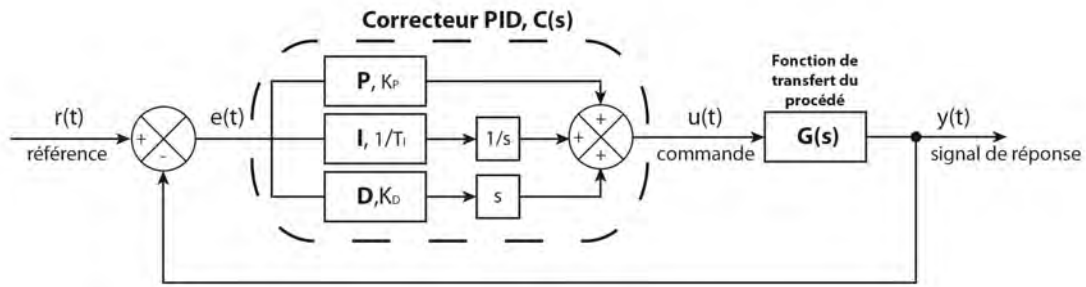 Correcteur PID, C(s)
r(t)
référence
+
-
e(t)
P, KP
I, 1/TI
1/s
D,KD
s
+
+
+
u(t)
commande
Fonction de
transfert du
procédé
G(s)
y(t)
signal de réponse